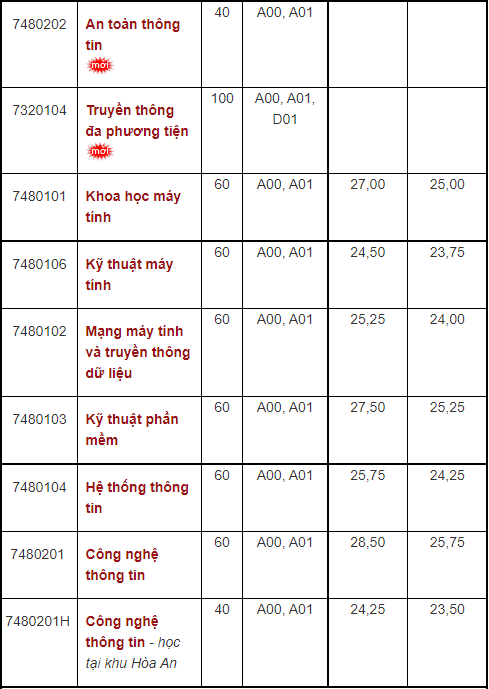 7480202 An toàn thông 40 A00, A01
tin
mới
7320104 Truyền thông 100 A00, A01,
đa phương tiện D01
mới
7480101 Khoa học máy 60 A00, A01 27,00 25,00
tính
7480106 Kỹ thuật máy 60 A00, A01 24,50 23,75
tính
7480102 Mạng máy tính 60 A00, A01 25,25 24,00
và truyền thông
dữ liệu
7480103 Kỹ thuật phần 60 A00, A01 27,50 25,25
mềm
7480104 Hệ thống thông 60 A00, A01 25,75 24,25
tin
7480201 Công nghệ 60 A00, A01 28,50 25,75
thông tin
7480201H Công nghệ 40 A00, A01 24,25 23,50
thông tin - học
tại khu Hòa An